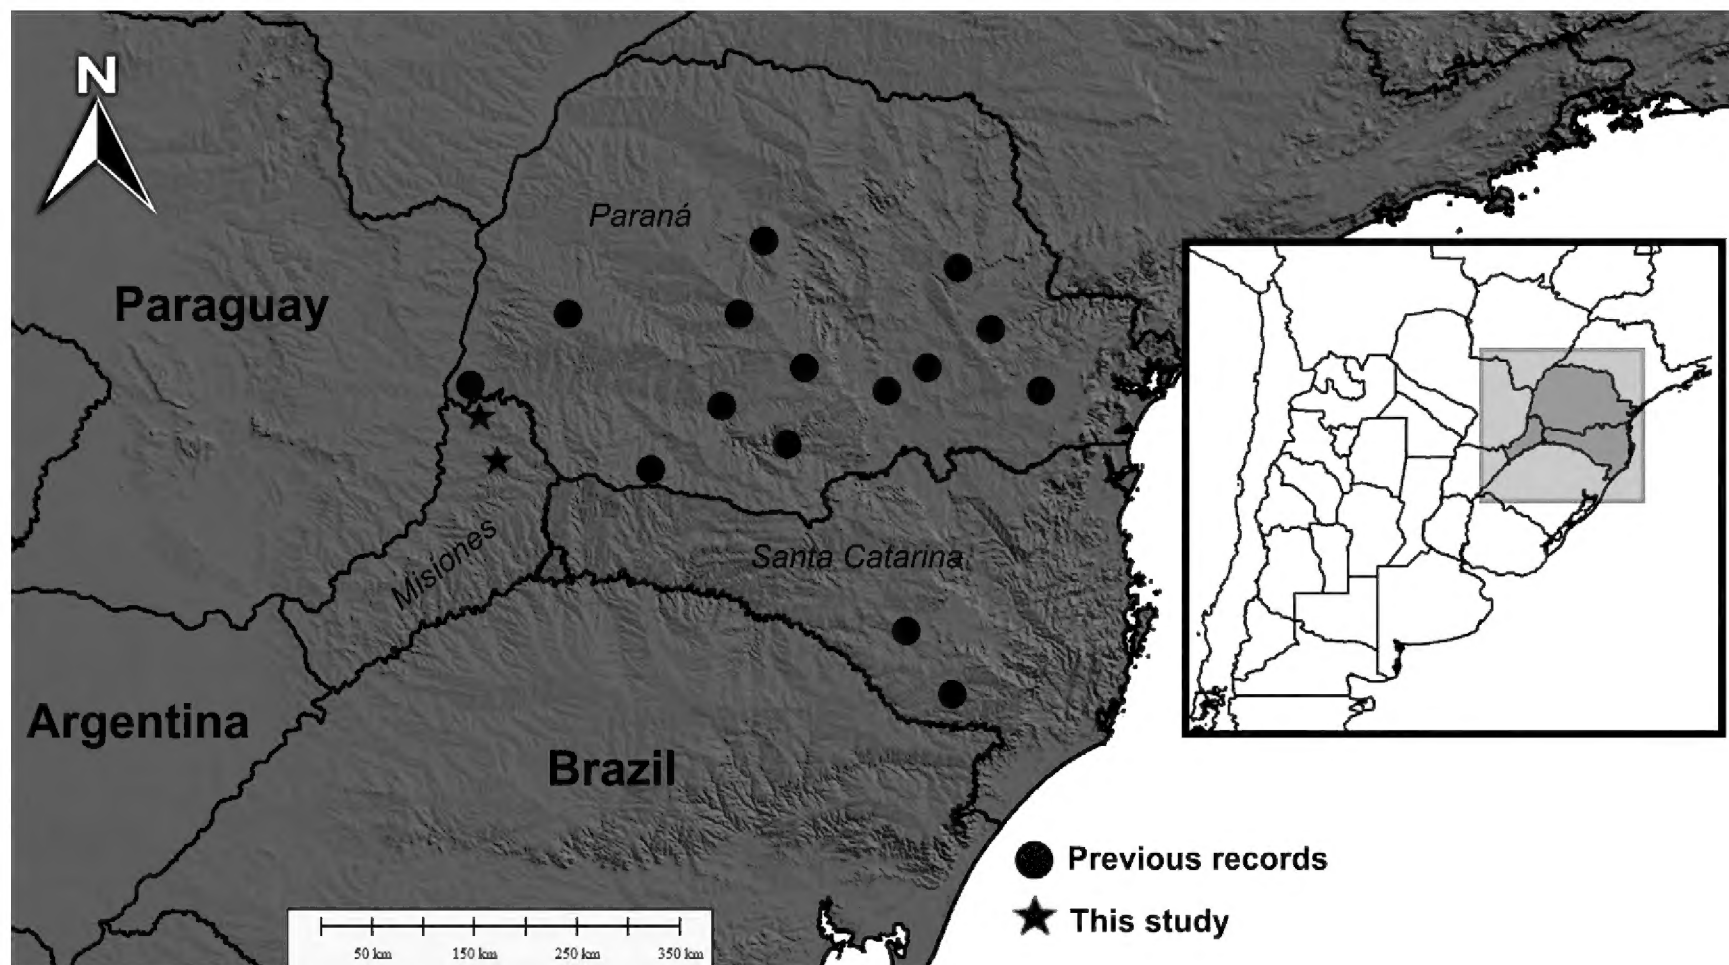 N
Paraná
Paraguay
Misiones
Santa Catarina
Argentina
Brazil
Previous records
This study
50 km 150 km 250 km 350 km